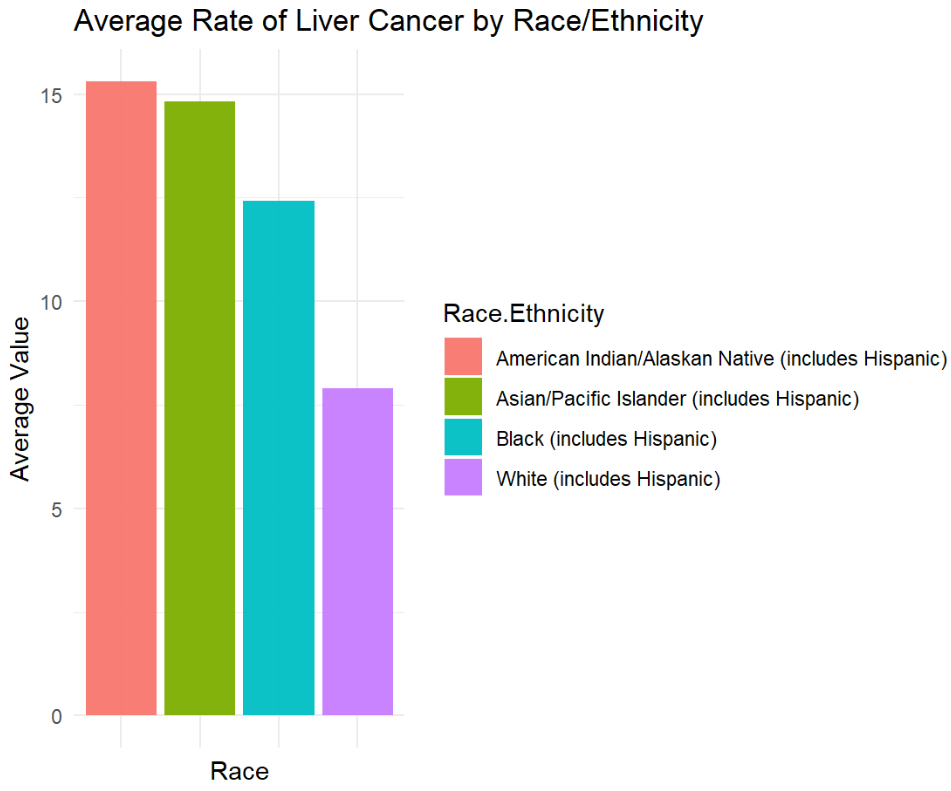 Average Rate of Liver Cancer by Race/Ethnicity
15
10
5
0
Average Value
Race
Race.Ethnicity
American Indian/Alaskan Native (includes Hispanic)
Asian/Pacific Islander (includes Hispanic)
Black (includes Hispanic)
White (includes Hispanic)